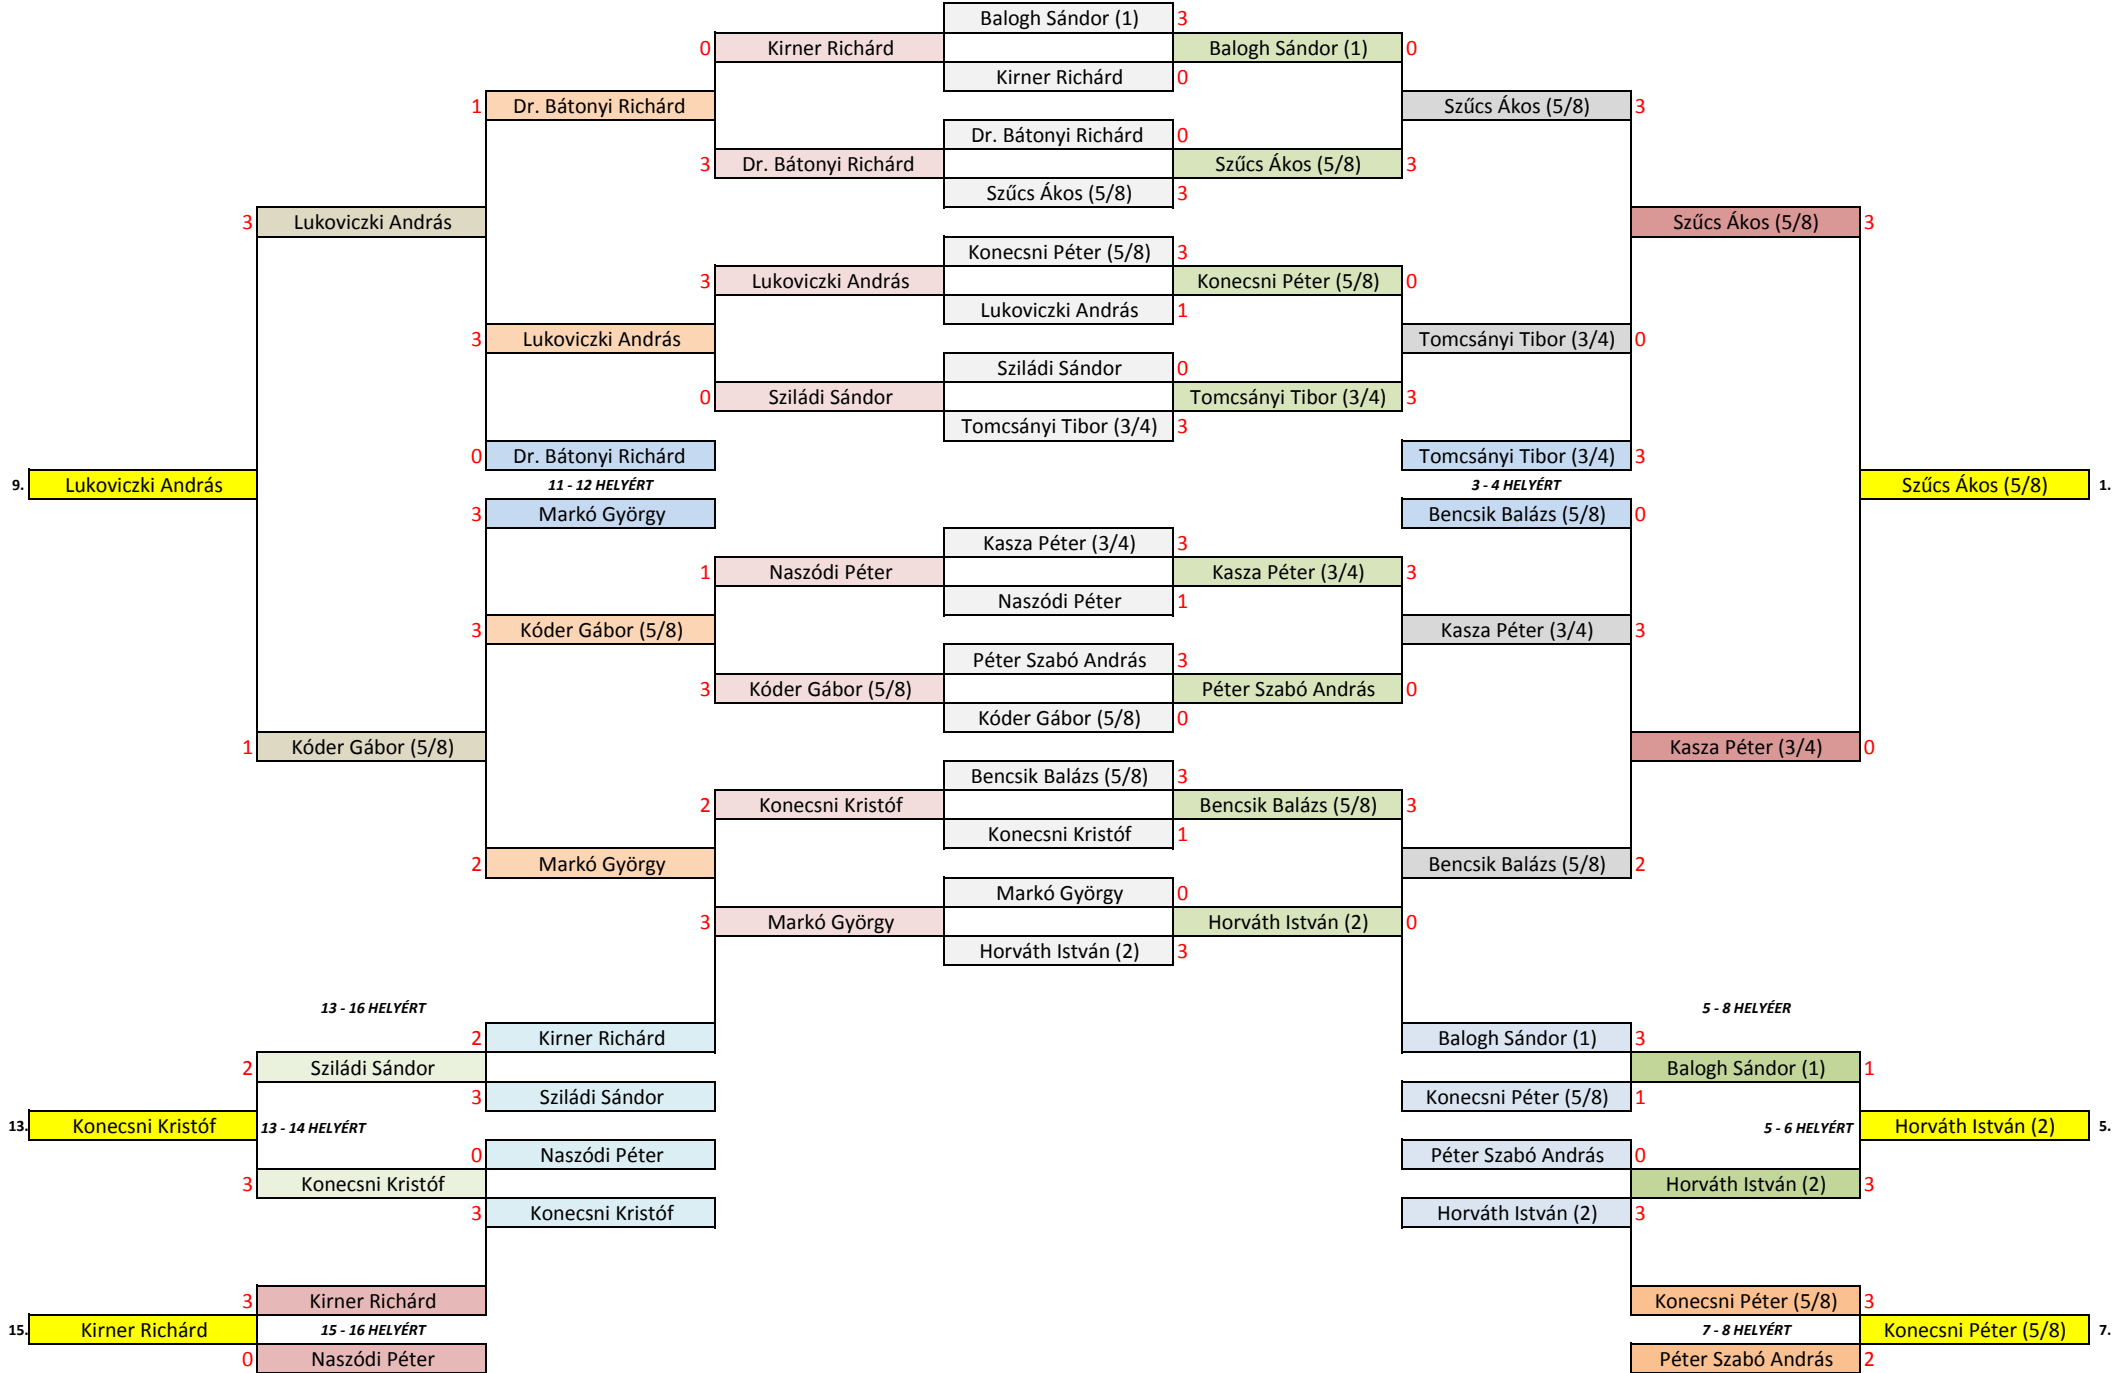 Balogh Sándor (1) 3
0 Kirner Richárd Balogh Sándor (1) 0
Kirner Richárd 0
1 Dr. Bátonyi Richárd Szűcs Ákos (5/8) 3
Dr. Bátonyi Richárd 0
3 Dr. Bátonyi Richárd Szűcs Ákos (5/8) 3
Szűcs Ákos (5/8) 3
3 Lukoviczki András Szűcs Ákos (5/8) 3
Konecsni Péter (5/8) 3
3 Lukoviczki András Konecsni Péter (5/8) 0
Lukoviczki András 1
3 Lukoviczki András Tomcsányi Tibor (3/4) 0
Sziládi Sándor 0
0 Sziládi Sándor Tomcsányi Tibor (3/4) 3
Tomcsányi Tibor (3/4) 3
0 Dr. Bátonyi Richárd Tomcsányi Tibor (3/4) 3
9. Lukoviczki András 11 - 12 HELYÉRT 3 - 4 HELYÉRT Szűcs Ákos (5/8) 1.
3 Markó György Bencsik Balázs (5/8) 0
Kasza Péter (3/4) 3
1 Naszódi Péter Kasza Péter (3/4) 3
Naszódi Péter 1
3 Kóder Gábor (5/8) Kasza Péter (3/4) 3
Péter Szabó András 3
3 Kóder Gábor (5/8) Péter Szabó András 0
Kóder Gábor (5/8) 0
1 Kóder Gábor (5/8) Kasza Péter (3/4) 0
Bencsik Balázs (5/8) 3
2 Konecsni Kristóf Bencsik Balázs (5/8) 3
Konecsni Kristóf 1
2 Markó György Bencsik Balázs (5/8) 2
Markó György 0
3 Markó György Horváth István (2) 0
Horváth István (2) 3
13 - 16 HELYÉRT 5 - 8 HELYÉER
2 Kirner Richárd Balogh Sándor (1) 3
2 Sziládi Sándor Balogh Sándor (1) 1
3 Sziládi Sándor Konecsni Péter (5/8) 1
13. Konecsni Kristóf 13 - 14 HELYÉRT 5 - 6 HELYÉRT Horváth István (2) 5.
0 Naszódi Péter Péter Szabó András 0
3 Konecsni Kristóf Horváth István (2) 3
3 Konecsni Kristóf Horváth István (2) 3
3 Kirner Richárd Konecsni Péter (5/8) 3
15. Kirner Richárd 15 - 16 HELYÉRT 7 - 8 HELYÉRT Konecsni Péter (5/8) 7.
0 Naszódi Péter Péter Szabó András 2